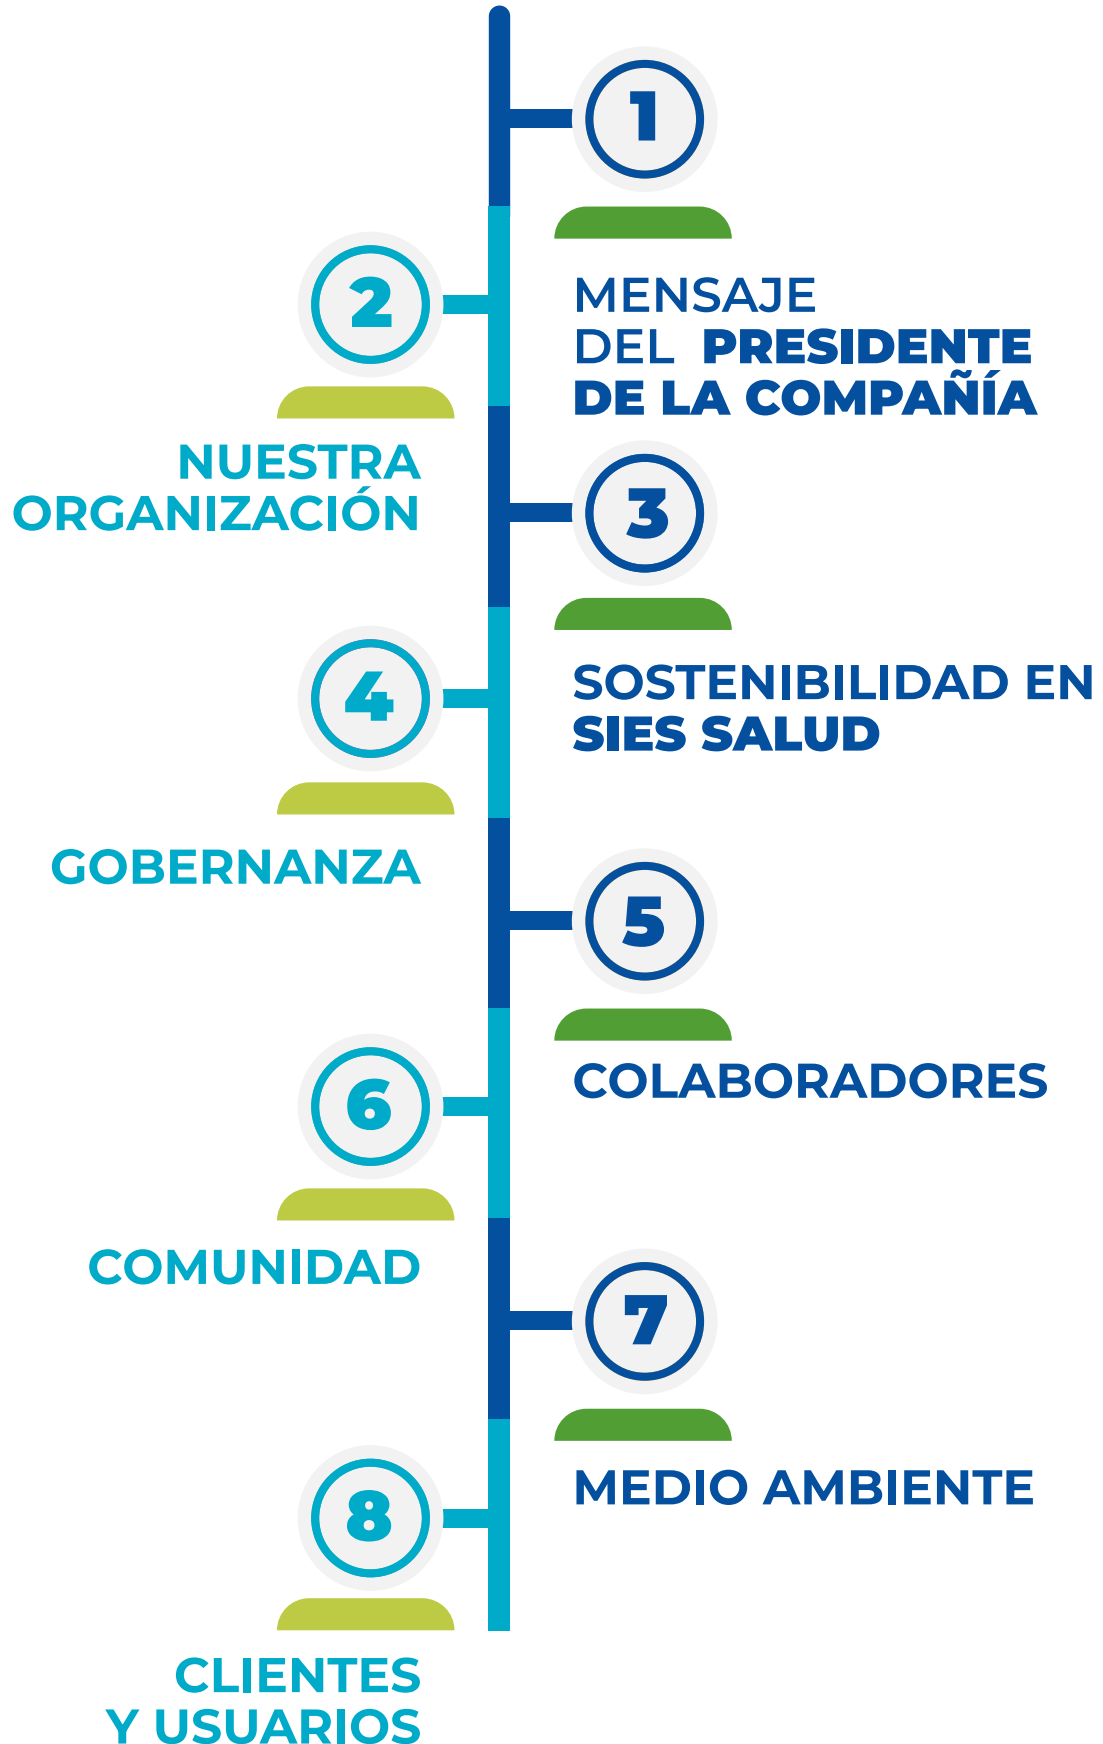 1
MENSAJE
DEL PRESIDENTE
DE LA COMPAÑÍA
2
NUESTRA
ORGANIZACIÓN
3
SOSTENIBILIDAD EN
SIES SALUD
4
GOBERNANZA
5
COLABORADORES
6
COMUNIDAD
7
MEDIO AMBIENTE
8
CLIENTES
Y USUARIOS